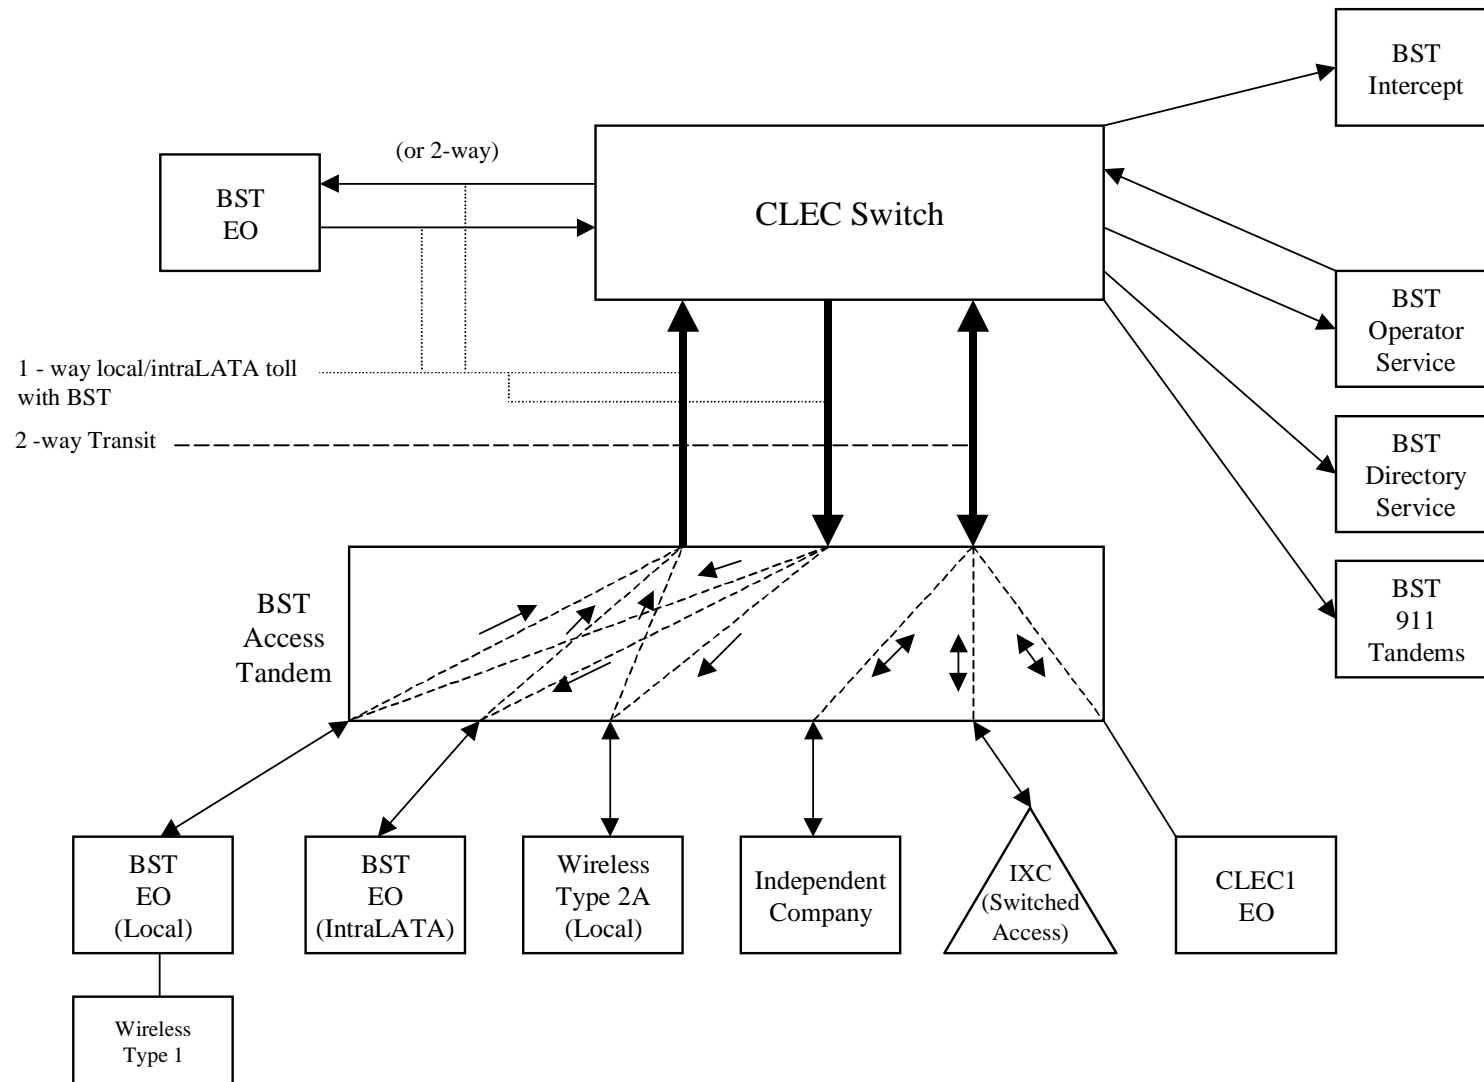 BST
Intercept
(or 2-way)
BST
EO
CLEC Switch
BST
Operator
Service
1 - way local/intraLATA toll
with BST
2 -way Transit
BST
Directory
Service
BST
Access
Tandem
BST
911
Tandems
BST
EO
(Local)
BST
EO
(IntraLATA)
Wireless
Type 2A
(Local)
Independent
Company
IXC
(Switched
Access)
CLEC1
EO
Wireless
Type 1